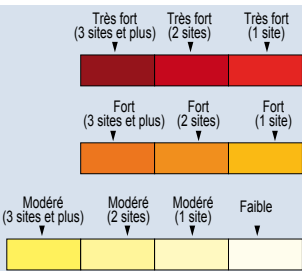 Très fort Très fort Très fort
(3 sites et plus) (2 sites) (1 site)
Fort Fort Fort
(3 sites et plus) (2 sites) (1 site)
Modéré Modéré Modéré Faible
(3 sites et plus) (2 sites) (1 site)